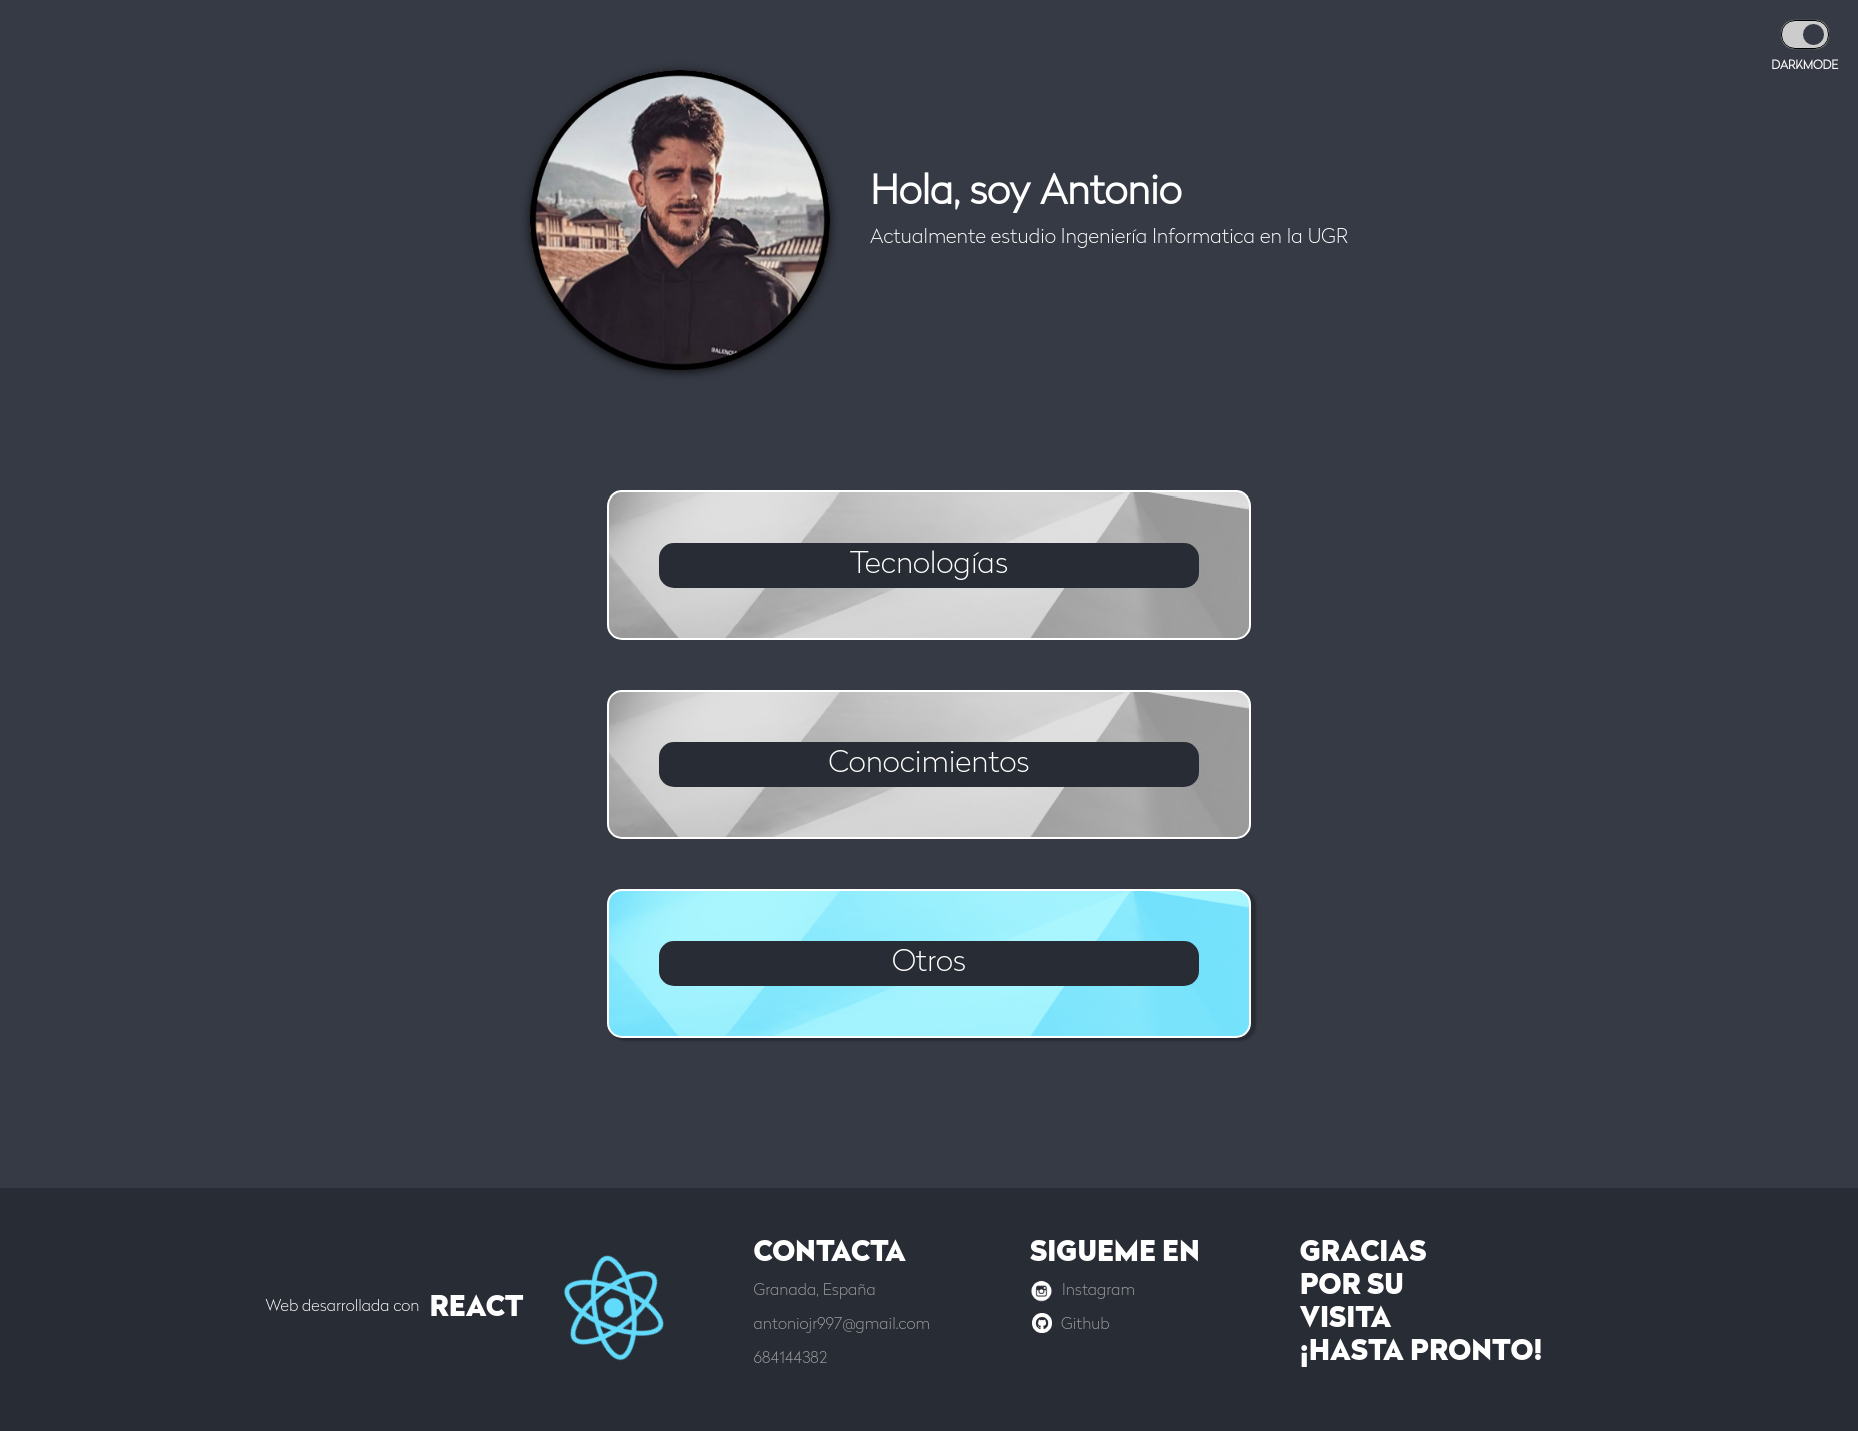 DARKMODE
Hola, soy Antonio
Actualmente estudio Ingeniería Informatica en la UGR
Tecnologías
Conocimientos
Otros
Web desarrollada con REACT
CONTACTA
Granada, España
antoniojr997@gmail.com
684144382
SIGUEME EN
Instagram
Github
GRACIAS
POR SU
VISITA
¡HASTA PRONTO!